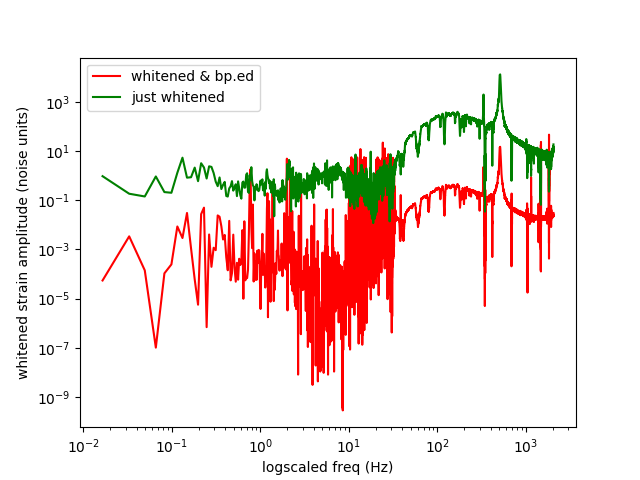 whitened & bp.ed
just whitened
whitened strain amplitude (noise units)
10³
10¹
10⁻¹
10⁻³
10⁻⁵
10⁻⁷
10⁻⁹
10⁻² 10⁻¹ 10⁰ 10¹ 10² 10³
logscaled freq (Hz)